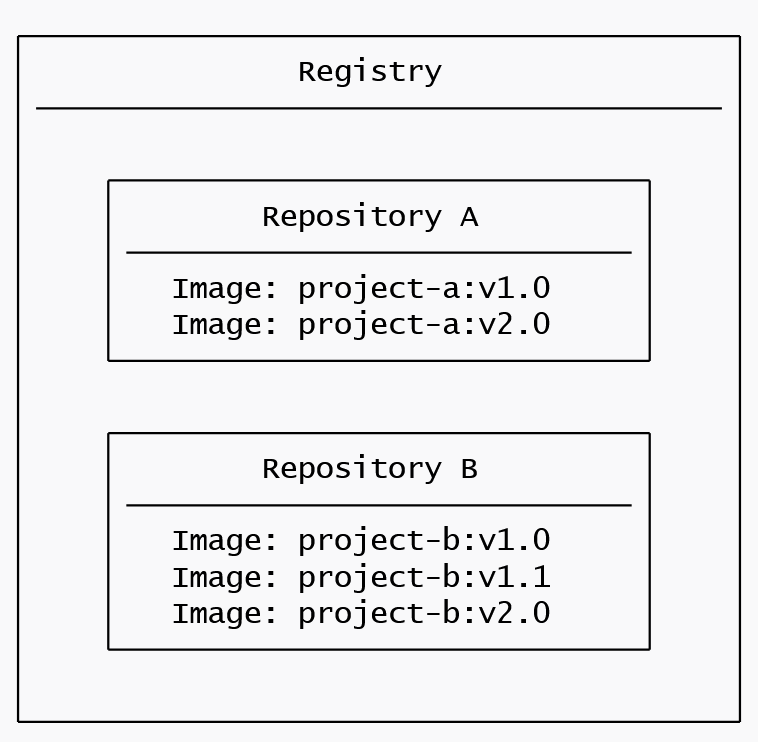 Registry
Repository A
Image: project-a:v1.0
Image: project-a:v2.0
Repository B
Image: project-b:v1.0
Image: project-b:v1.1
Image: project-b:v2.0